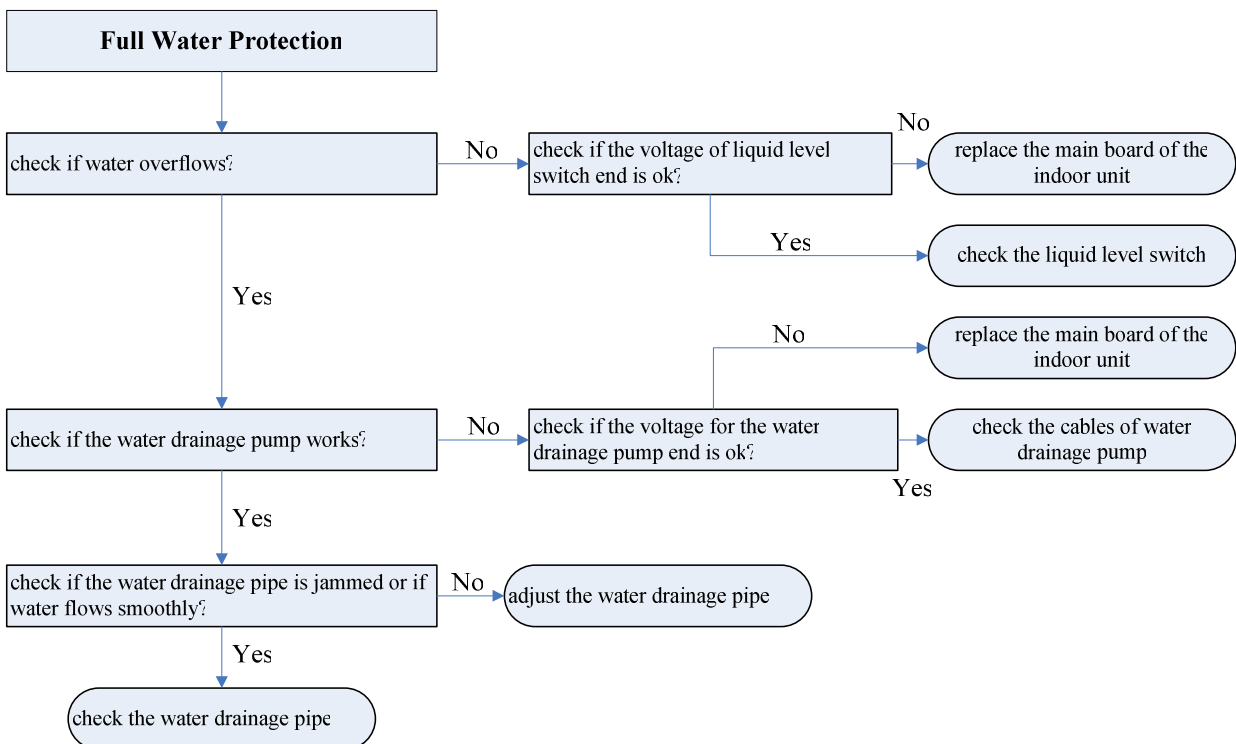 Full Water Protection
check if water overflows?
No
check if the voltage of liquid level
switch end is ok?
No
replace the main board of the
indoor unit
Yes
check the liquid level switch
Yes
No
replace the main board of the
indoor unit
check if the water drainage pump works?
No
check if the voltage for the water
drainage pump end is ok?
Yes
check the cables of water
drainage pump
Yes
check if the water drainage pipe is jammed or if
water flows smoothly?
No
adjust the water drainage pipe
Yes
check the water drainage pipe